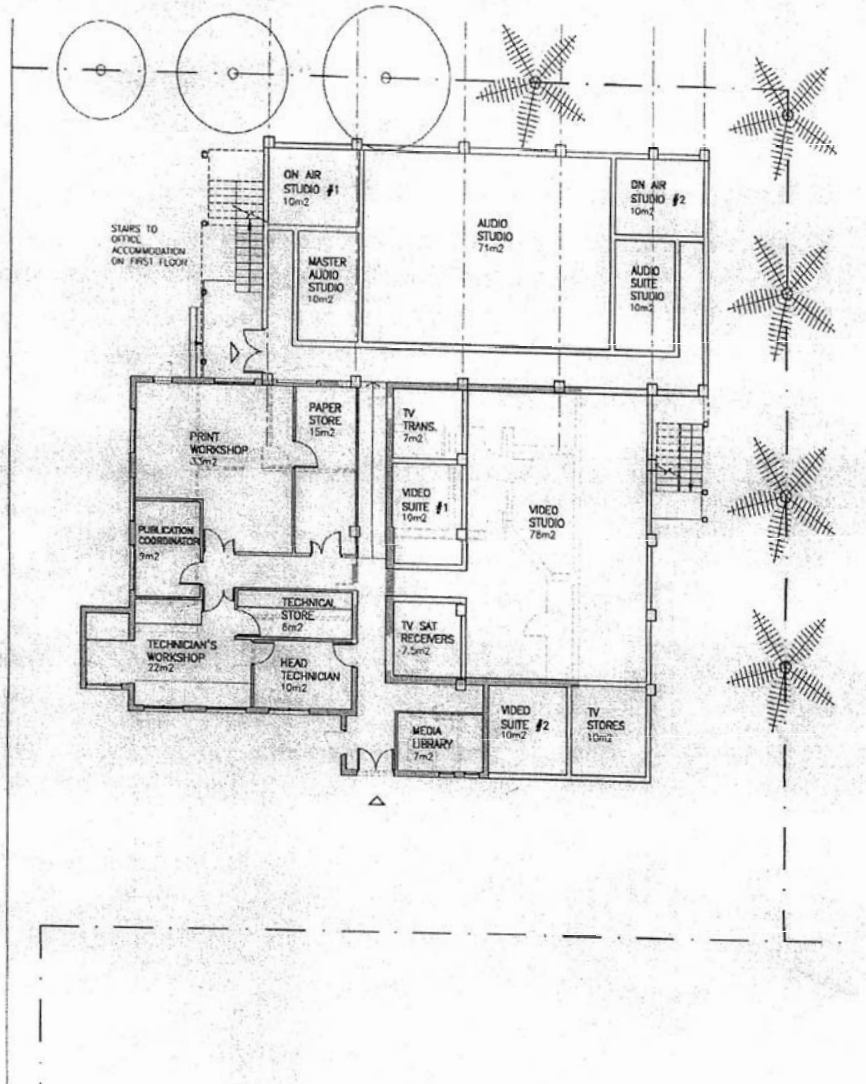 ON AIR
STUDIO #1
10m2
ON AIR
STUDIO #2
10m2
AUDIO
STUDIO
71m2
STAIRS TO
OFFICE
ACCOMMODATION
ON FIRST FLOOR
MASTER
AUDIO
STUDIO
10m2
AUDIO
SUITE
STUDIO
10m2
PRINT
WORKSHOP
33m2
PAPER
STORE
15m2
TV
TRANS.
7m2
VIDEO
SUITE #1
10m2
VIDEO
STUDIO
78m2
PUBLICATION
COORDINATOR
9m2
TECHNICAL
STORE
TV SAT
RECEIVERS
7.5m2
TECHNICIAN'S
WORKSHOP
22m2
HEAD
TECHNICIAN
10m2
MEDIA
LIBRARY
7m2
VIDEO
SUITE #2
10m2
TV
STORES
10m2